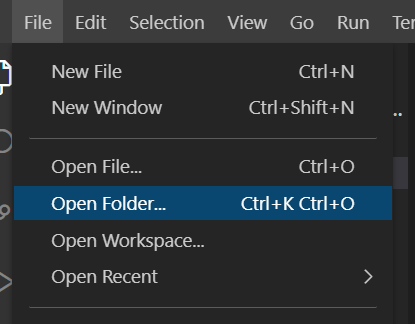 File Edit Selection View Go Run
New File Ctrl+N
New Window Ctrl+Shift+N
Open File... Ctrl+O
Open Folder... Ctrl+K Ctrl+O
Open Workspace...
Open Recent